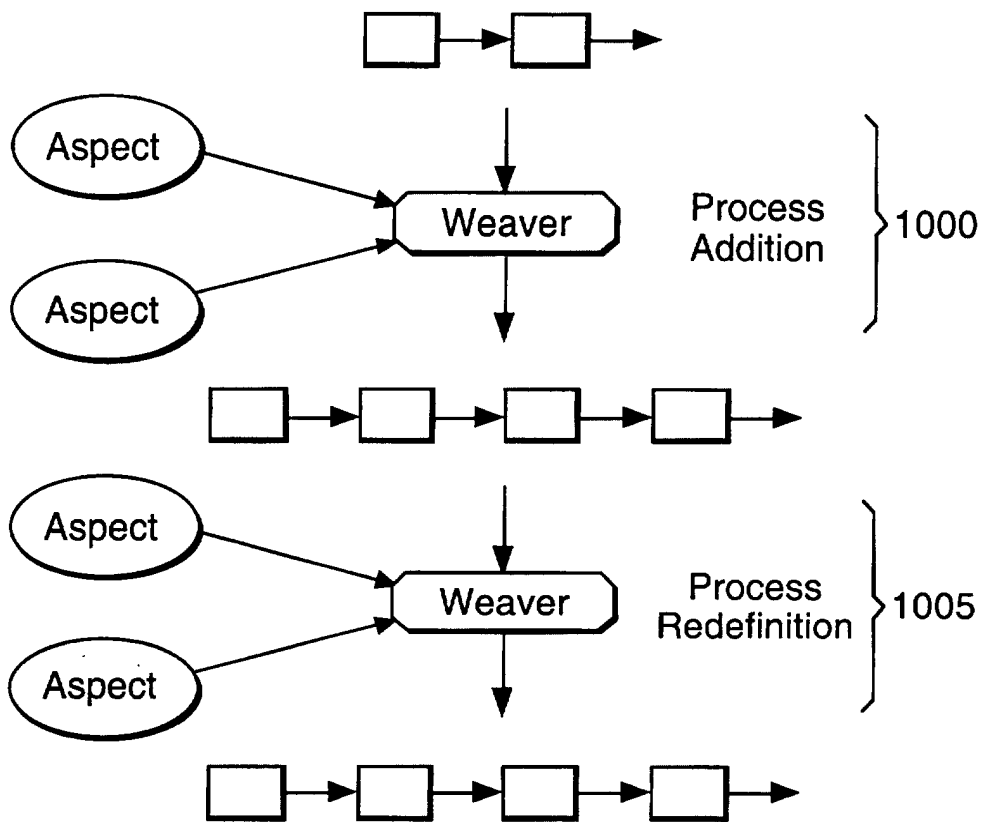 Aspect
Weaver
Process
Addition
1000
Aspect
Aspect
Weaver
Process
Redefinition
1005
Aspect